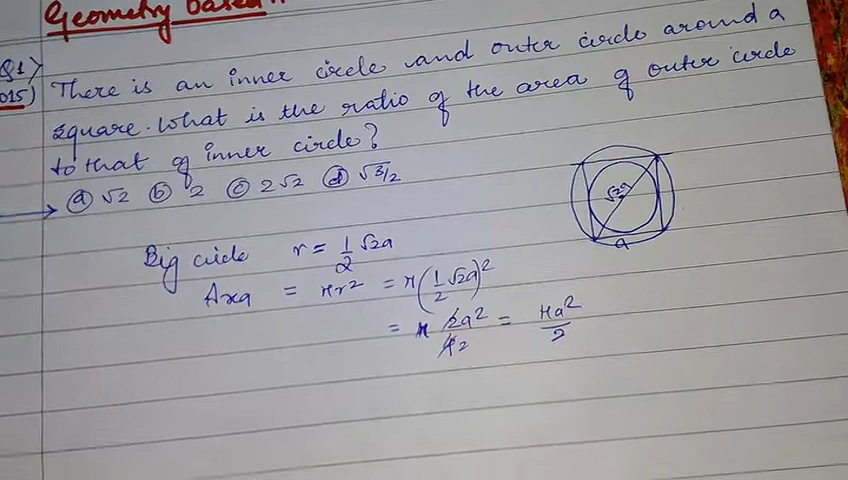 Geometry based
Q1>
015) There is an inner circle and outer circle around a
square. What is the ratio of the area of outer circle
to that of inner circle?
→ ⓐ √2 ⓑ 2 ⓒ 2√2 ⓓ √3/2
√2a
a
Big circle r = 1/2 √2a
Area = πr² = π(1/2 √2a)²
= π 2a²/4 2 = πa²/2